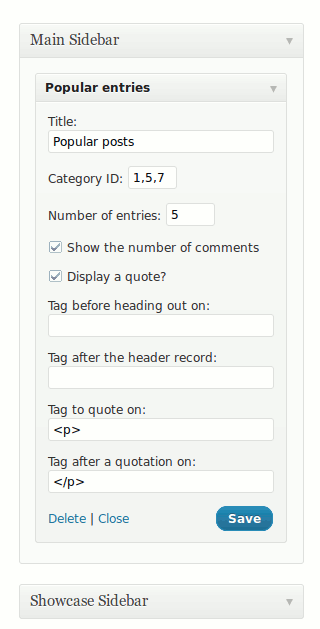 Main Sidebar
Popular entries
Title:
Popular posts
Category ID: 1,5,7
Number of entries: 5
Show the number of comments
Display a quote?
Tag before heading out on:
Tag after the header record:
Tag to quote on:
<p>
Tag after a quotation on:
</p>
Delete | Close Save
Showcase Sidebar